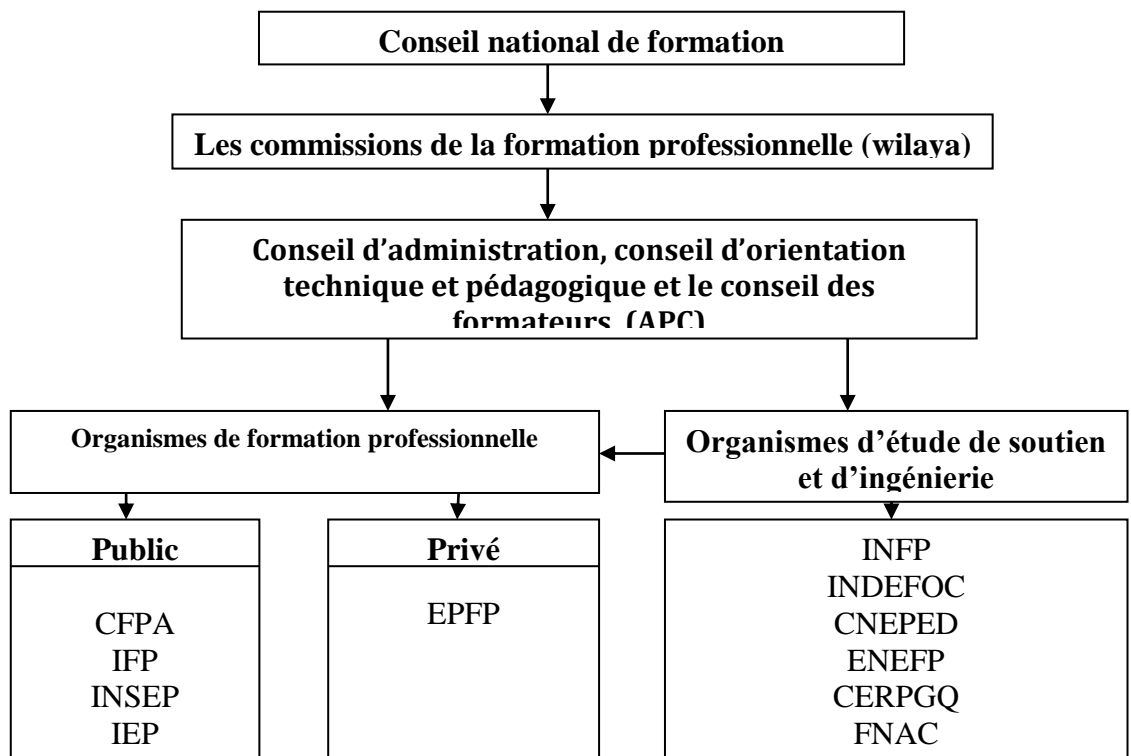 Conseil national de formation
Les commissions de la formation professionnelle (wilaya)
Conseil d’administration, conseil d’orientation
technique et pédagogique et le conseil des
formateurs (APC)
Organismes de formation professionnelle
Organismes d’étude de soutien
et d’ingénierie
Public
CFPA
IFP
INSEP
IEP
Privé
EPFP
INFP
INDEFOC
CNEPED
ENEFP
CERPGQ
FNAC